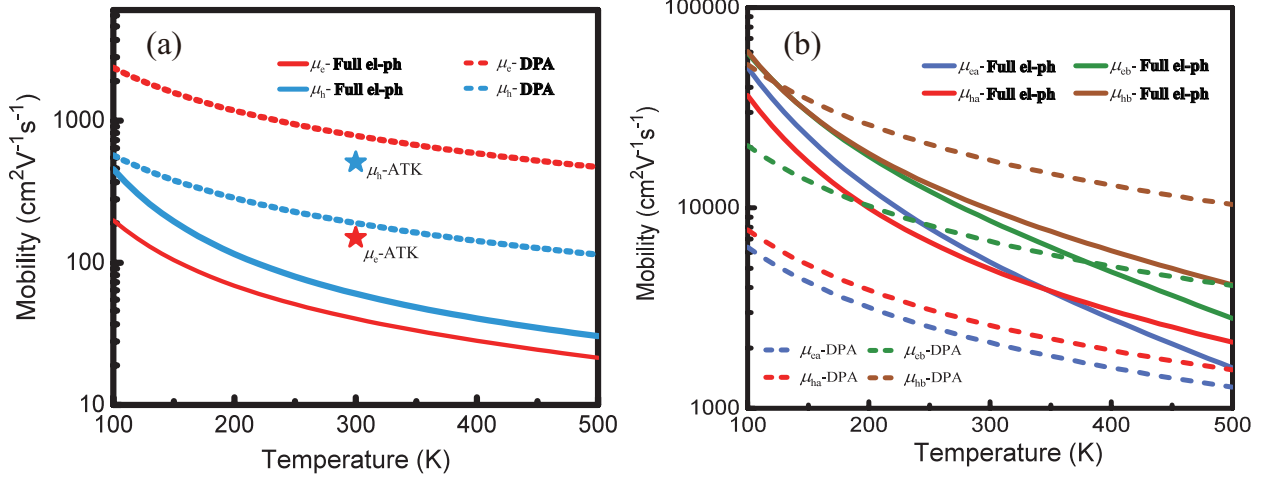 (a)
μe- Full el-ph
μe- DPA
μh- Full el-ph
μh- DPA
μh-ATK
μe-ATK
1000
100
10
100
200
300
400
500
Mobility (cm²V⁻¹s⁻¹)
Temperature (K)
(b)
μea- Full el-ph
μeb- Full el-ph
μha- Full el-ph
μhb- Full el-ph
μea-DPA
μeb-DPA
μha-DPA
μhb-DPA
100000
10000
1000
100
200
300
400
500
Mobility (cm²V⁻¹s⁻¹)
Temperature (K)